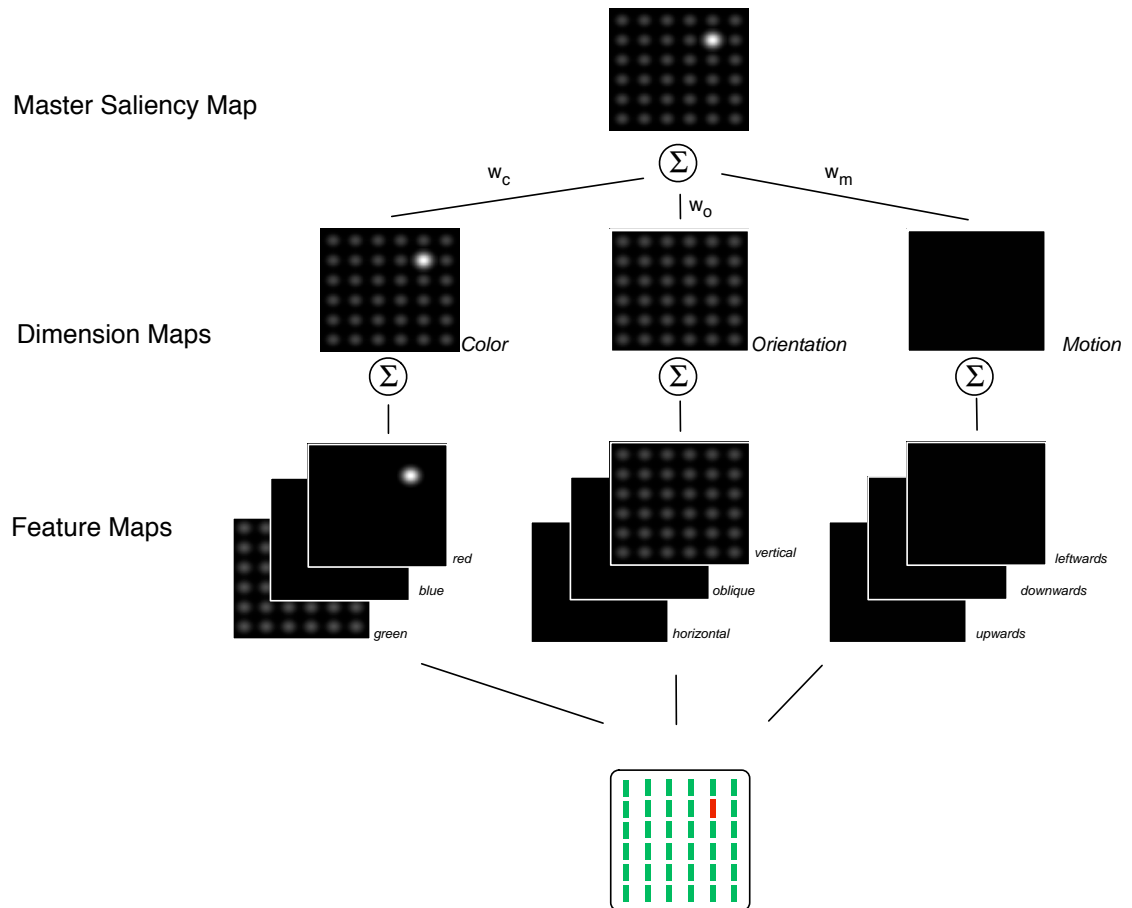 Master Saliency Map
Σ
w_c
w_o
w_m
Dimension Maps
Color
Orientation
Motion
Σ
Σ
Σ
Feature Maps
red
blue
green
vertical
oblique
horizontal
leftwards
downwards
upwards